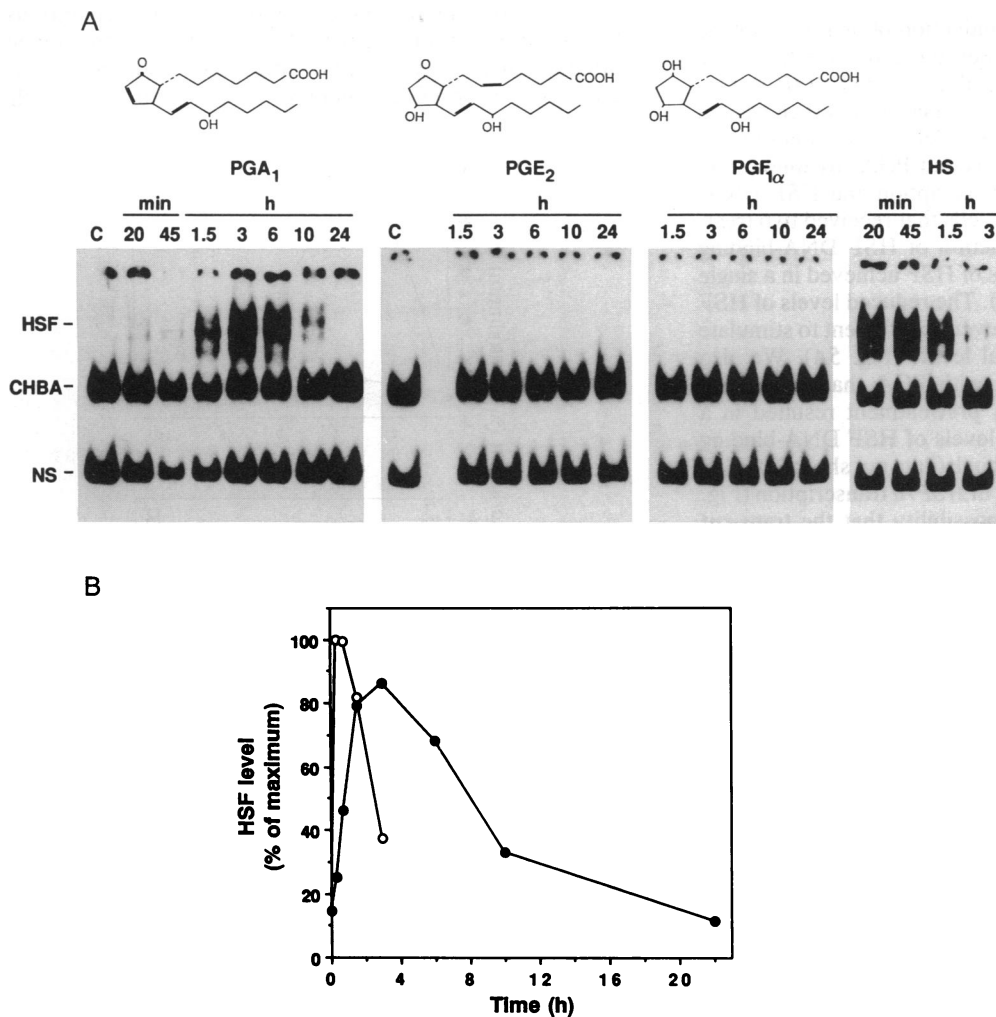 A
O COOH OH
O COOH OH OH
OH COOH OH OH
PGA1 PGE2 PGF1α HS
min h h h min h
C 20 45 1.5 3 6 10 24 C 1.5 3 6 10 24 1.5 3 6 10 24 20 45 1.5 3
HSF
CHBA
NS
B
HSF level
(% of maximum)
100
80
60
40
20
0
0 4 8 12 16 20
Time (h)